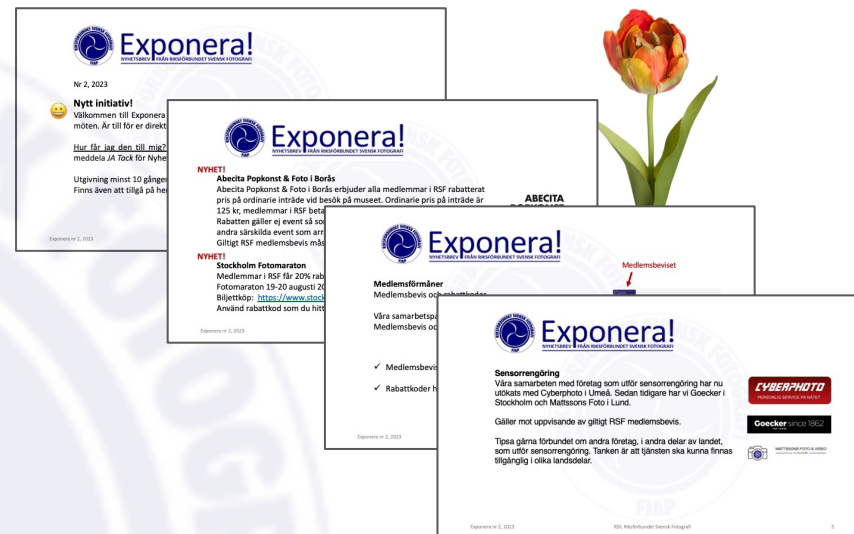 Exponera!
NYHETSBREV FRÅN RIKSFÖRBUNDET SVENSK FOTOGRAFI
FIAP
Nr 2, 2023
Nytt initiativ!
Välkommen till Exponera
möten. Är till för er direkt
Hur får jag den till mig?
meddela JA Tack för Nyhe
Utgivning minst 10 gånger
Finns även att tillgå på he
Exponera nr 2, 2023
Exponera!
NYHETSBREV FRÅN RIKSFÖRBUNDET SVENSK FOTOGRAFI
FIAP
NYHET!
Abecita Popkonst & Foto i Borås
Abecita Popkonst & Foto i Borås erbjuder alla medlemmar i RSF rabatterat
pris på ordinarie inträde vid besök på museet. Ordinarie pris på inträde är
125 kr, medlemmar i RSF beta
Rabatten gäller ej event så so
andra särskilda event som arr
Giltigt RSF medlemsbevis mås
ABECITA
NYHET!
Stockholm Fotomaraton
Medlemmar i RSF får 20% rab
Fotomaraton 19-20 augusti 20
Biljettköp: https://www.stock
Använd rabattkod som du hitt
Exponera nr 2, 2023
Exponera!
NYHETSBREV FRÅN RIKSFÖRBUNDET SVENSK FOTOGRAFI
FIAP
Medlemsbeviset
Medlemsförmåner
Medlemsbevis och rabattkoder
Våra samarbetspa
Medlemsbevis oc
✓ Medlemsbevis
✓ Rabattkoder h
Exponera nr 2, 2023
Exponera!
NYHETSBREV FRÅN RIKSFÖRBUNDET SVENSK FOTOGRAFI
FIAP
Sensorrengöring
Våra samarbeten med företag som utför sensorrengöring har nu
utökats med Cyberphoto i Umeå. Sedan tidigare har vi Goecker i
Stockholm och Mattssons Foto i Lund.
Gäller mot uppvisande av giltigt RSF medlemsbevis.
Tipsa gärna förbundet om andra företag, i andra delar av landet,
som utför sensorrengöring. Tanken är att tjänsten ska kunna finnas
tillgänglig i olika landsdelar.
CYBERPHOTO
PERSONLIG SERVICE PÅ NÄTET
Goecker since 1862
MATTSSONS FOTO & VIDEO
FIAP
Exponera nr 2, 2023
RSF, Riksförbundet Svensk Fotografi
5